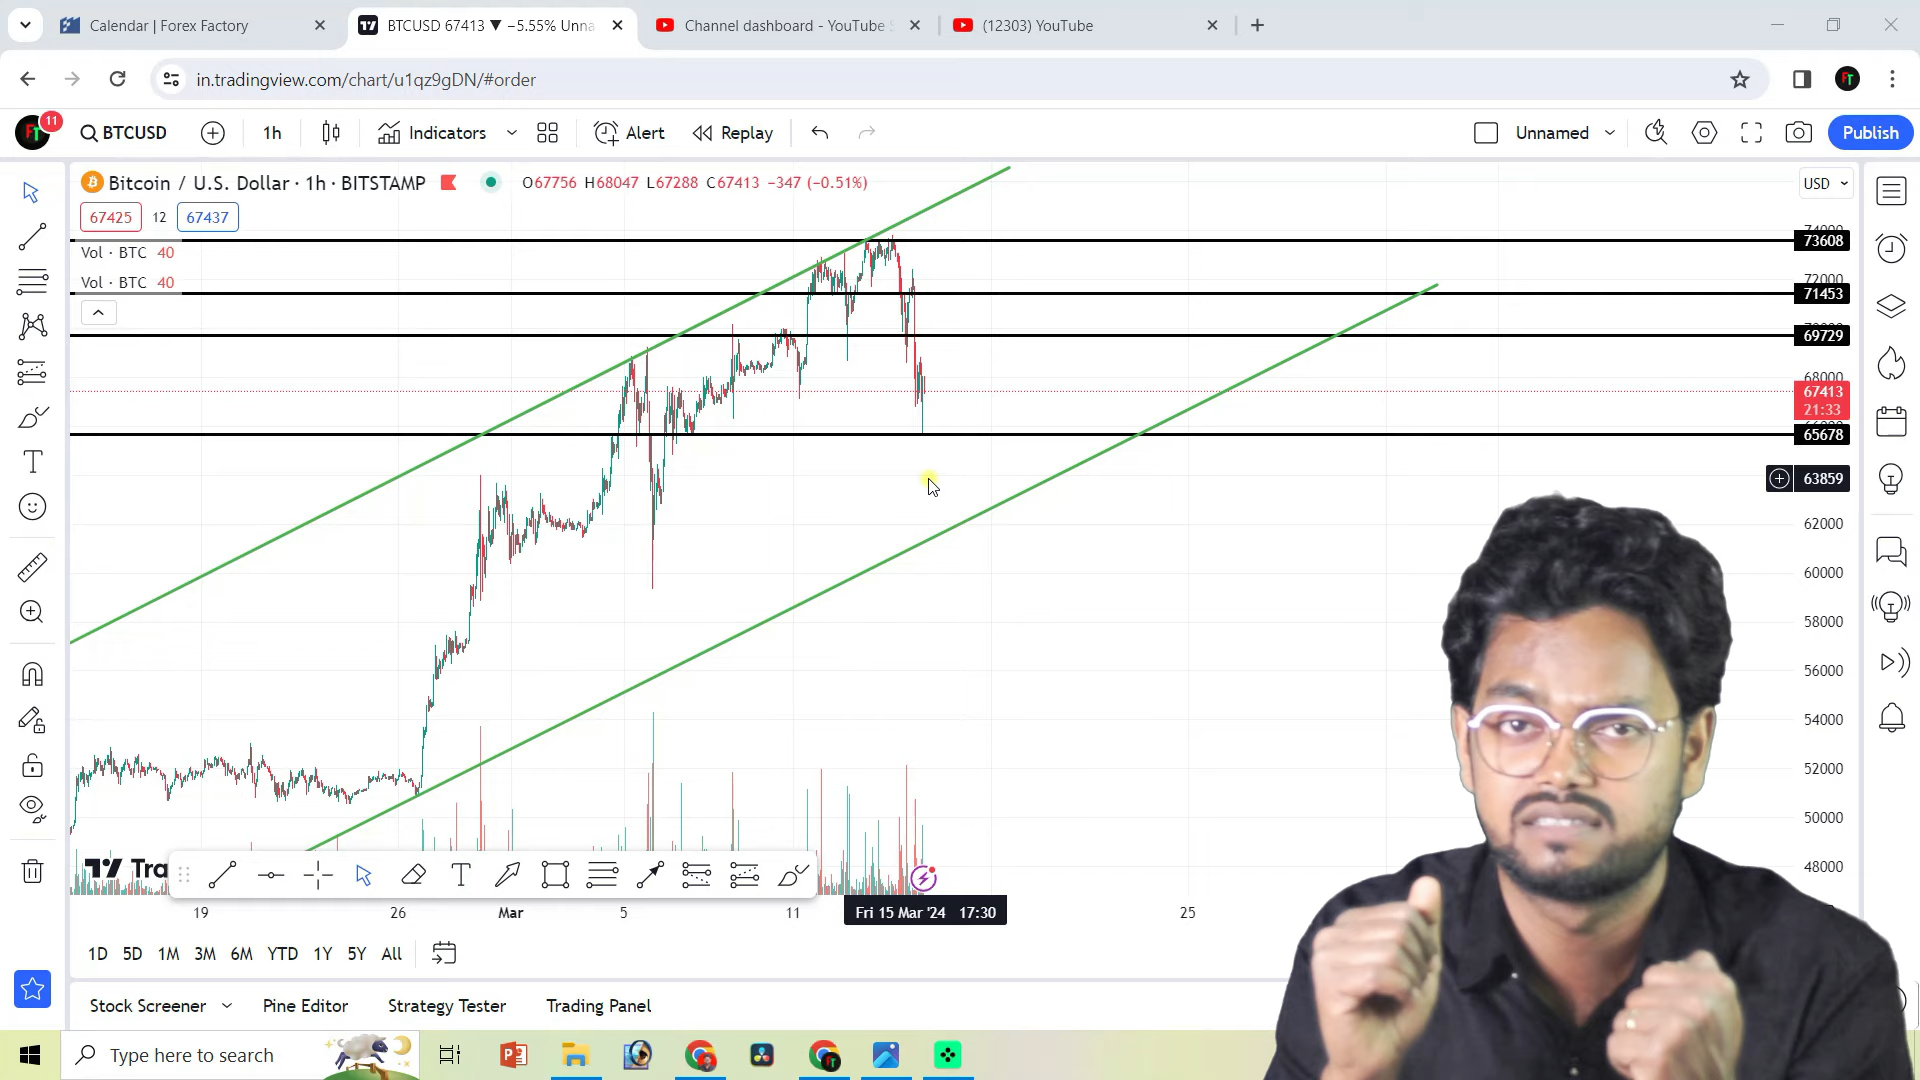 Calendar | Forex Factory
BTCUSD 67413 ▼ −5.55% Unna
Channel dashboard - YouTube S
(12303) YouTube
in.tradingview.com/chart/u1qz9gDN/#order
11
BTCUSD
1h
Indicators
Alert
Replay
Unnamed
Publish
Bitcoin / U.S. Dollar · 1h · BITSTAMP
O67756 H68047 L67288 C67413 −347 (−0.51%)
USD
67425
12
67437
Vol · BTC 40
Vol · BTC 40
73608
72000
71453
69729
68000
67413
21:33
65678
63859
62000
60000
58000
56000
54000
52000
50000
48000
Tra
19
26
Mar
5
11
Fri 15 Mar '24 17:30
25
1D
5D
1M
3M
6M
YTD
1Y
5Y
All
Stock Screener
Pine Editor
Strategy Tester
Trading Panel
Type here to search